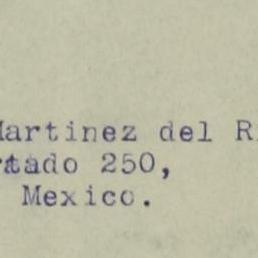 Martinez del R
rtado 250,
Mexico.